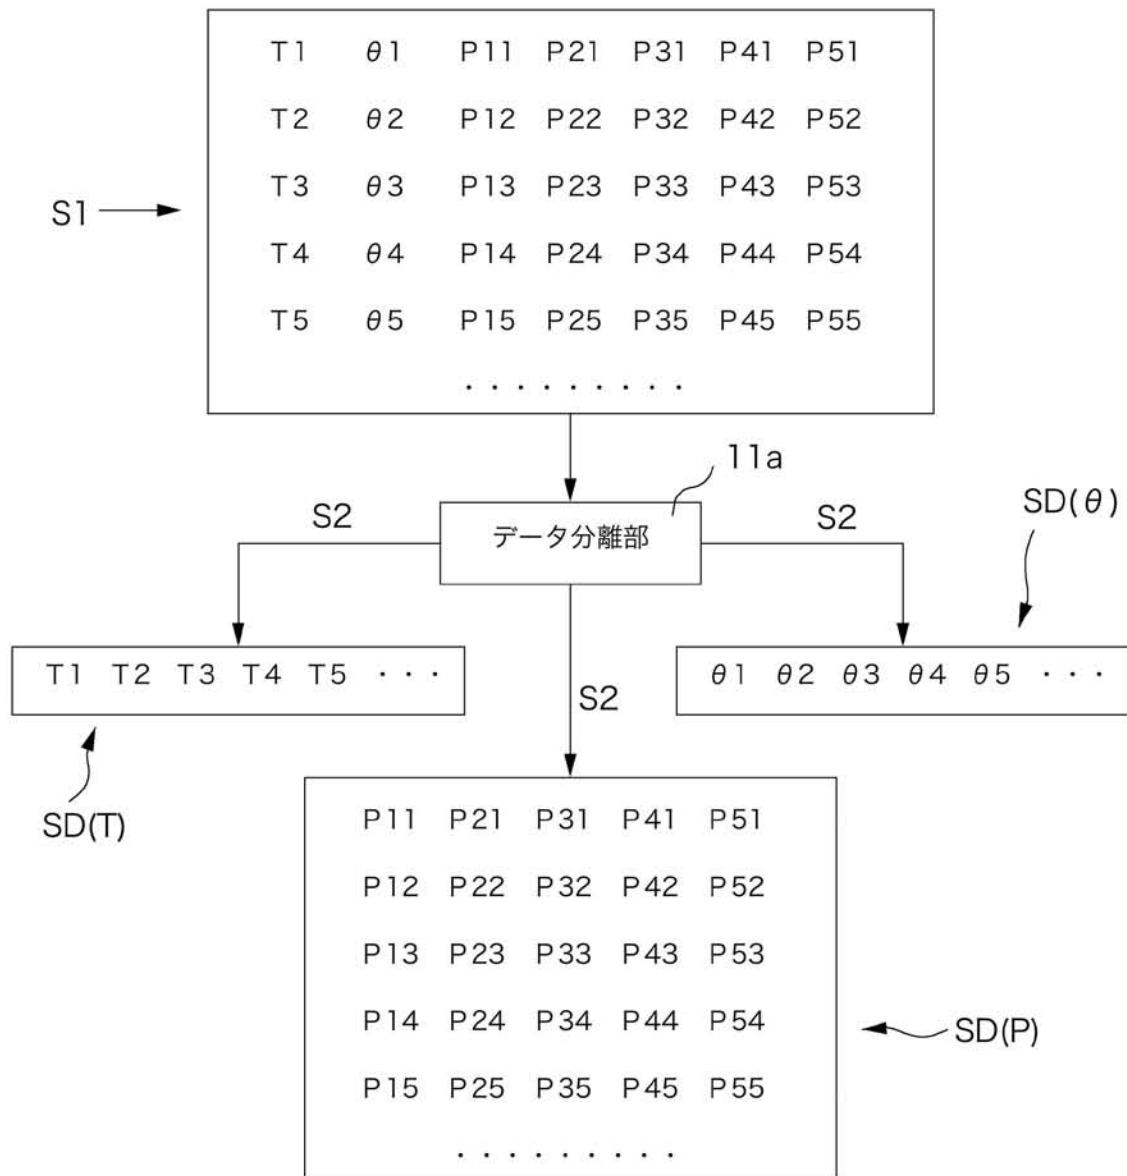 T1 θ1 P11 P21 P31 P41 P51
T2 θ2 P12 P22 P32 P42 P52
T3 θ3 P13 P23 P33 P43 P53
S1
T4 θ4 P14 P24 P34 P44 P54
T5 θ5 P15 P25 P35 P45 P55
・・・・・・・・・
11a
データ分離部
S2
S2
SD(θ)
T1 T2 T3 T4 T5 ・・・
θ1 θ2 θ3 θ4 θ5 ・・・
S2
SD(T)
P11 P21 P31 P41 P51
P12 P22 P32 P42 P52
P13 P23 P33 P43 P53
P14 P24 P34 P44 P54
SD(P)
P15 P25 P35 P45 P55
・・・・・・・・・